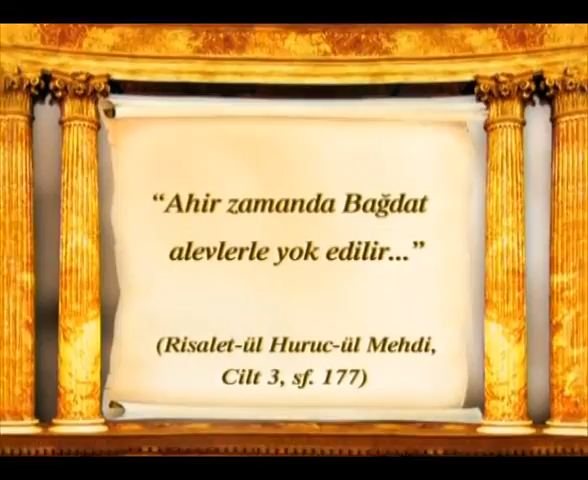 “Ahir zamanda Bağdat
alevlerle yok edilir...”
(Risalet-ül Huruc-ül Mehdi,
Cilt 3, sf. 177)